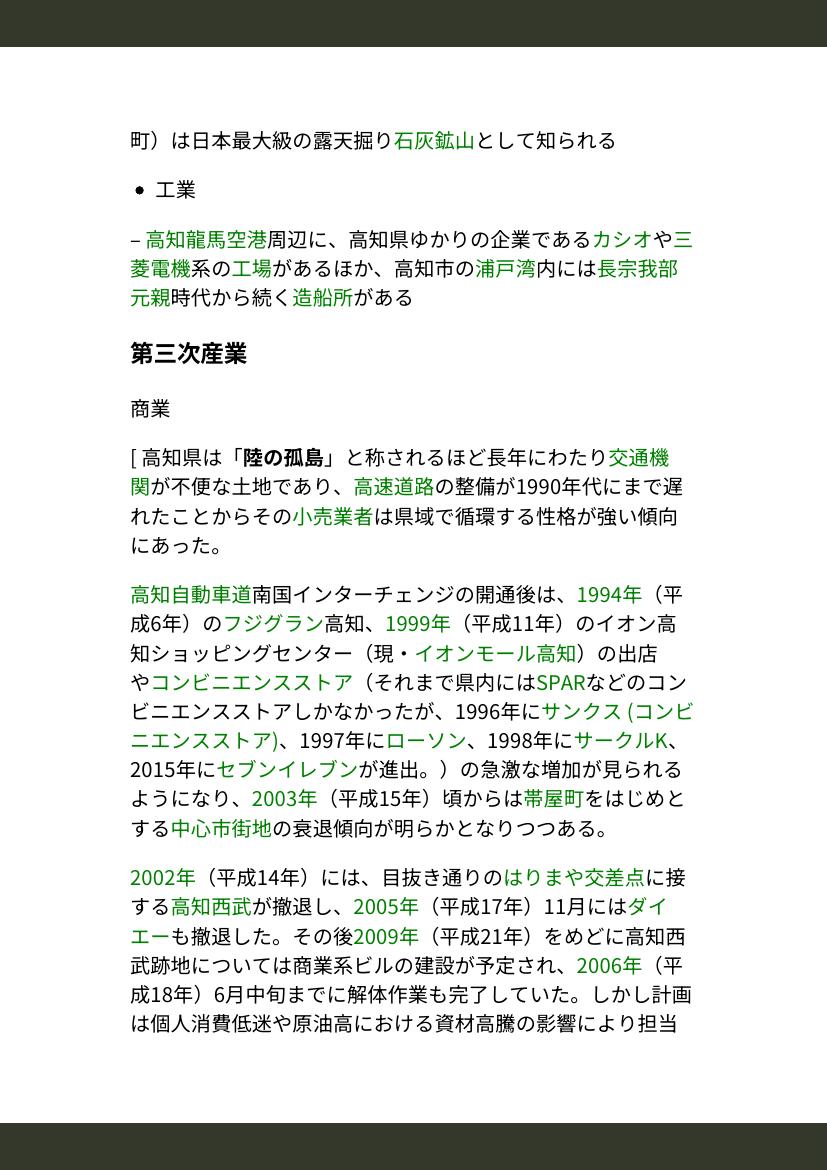 町）は日本最大級の露天掘り石灰鉱山として知られる
• 工業
– 高知龍馬空港周辺に、高知県ゆかりの企業であるカシオや三
菱電機系の工場があるほか、高知市の浦戸湾内には長宗我部
元親時代から続く造船所がある
第三次産業
商業
[ 高知県は「陸の孤島」と称されるほど長年にわたり交通機
関が不便な土地であり、高速道路の整備が1990年代にまで遅
れたことからその小売業者は県域で循環する性格が強い傾向
にあった。
高知自動車道南国インターチェンジの開通後は、1994年（平
成6年）のフジグラン高知、1999年（平成11年）のイオン高
知ショッピングセンター（現・イオンモール高知）の出店
やコンビニエンスストア（それまで県内にはSPARなどのコン
ビニエンスストアしかなかったが、1996年にサンクス (コンビ
ニエンスストア)、1997年にローソン、1998年にサークルK、
2015年にセブンイレブンが進出。）の急激な増加が見られる
ようになり、2003年（平成15年）頃からは帯屋町をはじめと
する中心市街地の衰退傾向が明らかとなりつつある。
2002年（平成14年）には、目抜き通りのはりまや交差点に接
する高知西武が撤退し、2005年（平成17年）11月にはダイ
エーも撤退した。その後2009年（平成21年）をめどに高知西
武跡地については商業系ビルの建設が予定され、2006年（平
成18年）6月中旬までに解体作業も完了していた。しかし計画
は個人消費低迷や原油高における資材高騰の影響により担当